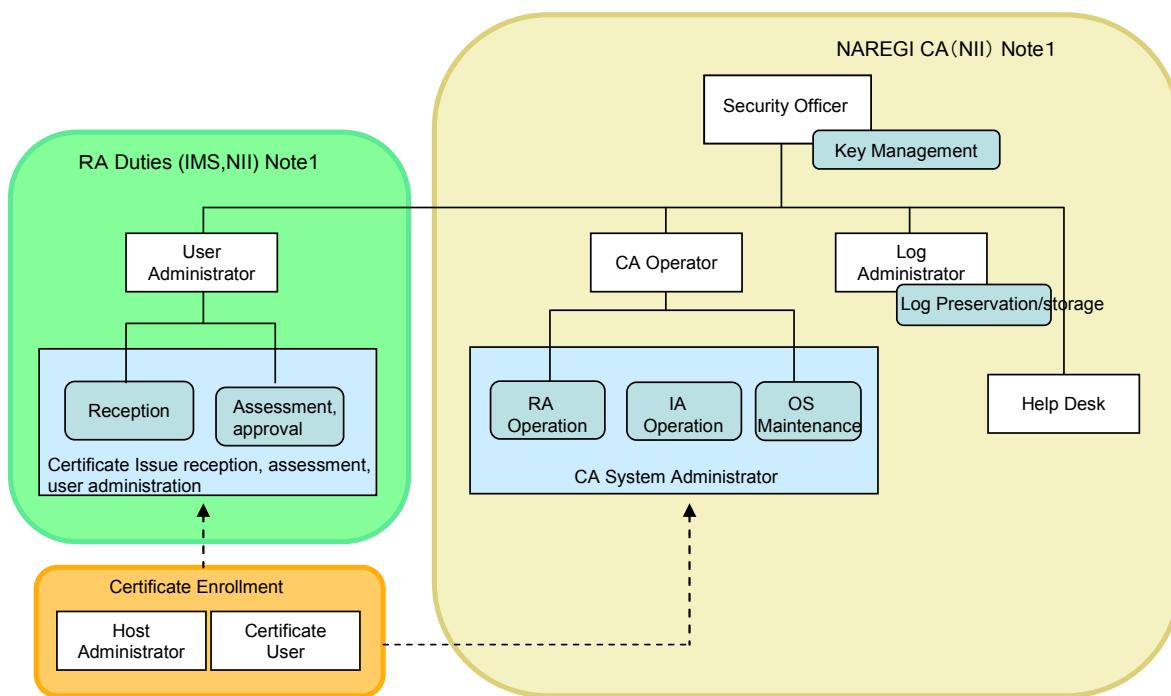 NAREGI CA（NII） Note1
Security Officer
Key Management
RA Duties (IMS,NII) Note1
User
Administrator
CA Operator
Log
Administrator
Log Preservation/storage
Reception
Assessment,
approval
Certificate Issue reception, assessment,
user administration
RA
Operation
IA
Operation
OS
Maintenance
CA System Administrator
Help Desk
Certificate Enrollment
Host
Administrator
Certificate
User